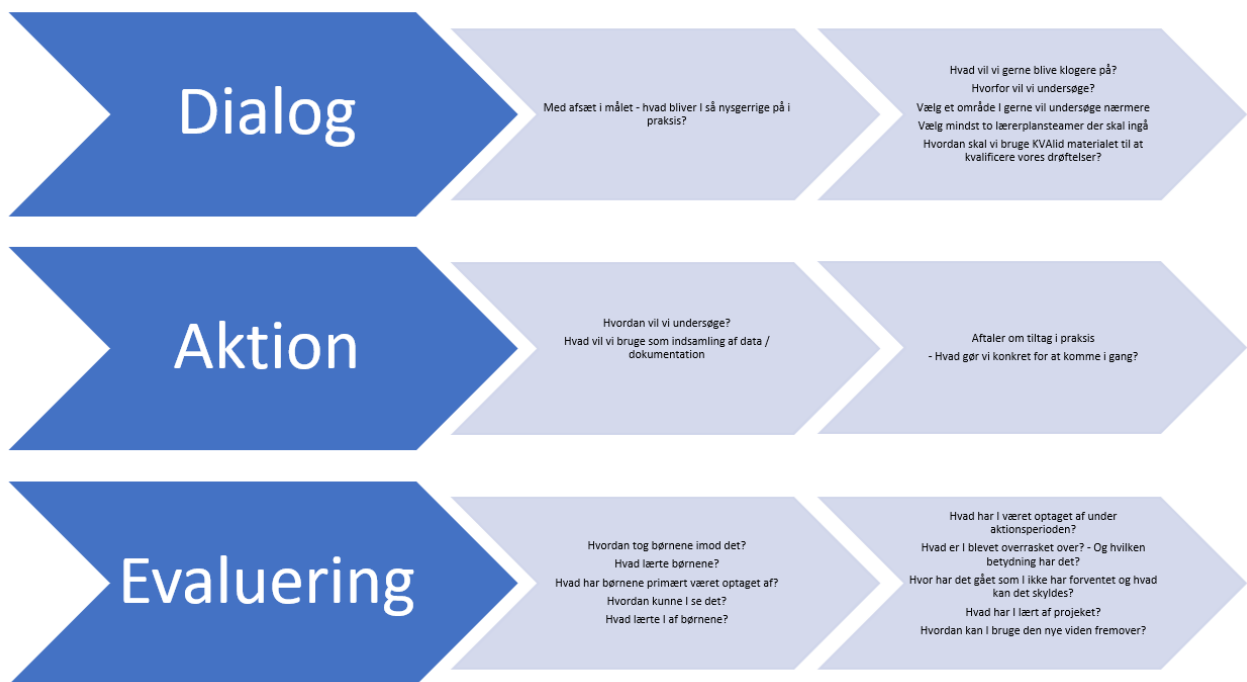 Dialog
Med afsæt i målet - hvad bliver I så nysgerrige på i
praksis?
Hvad vil vi gerne blive klogere på?
Hvorfor vil vi undersøge?
Vælg et område I gerne vil undersøge nærmere
Vælg mindst to lærerplansteamer der skal ingå
Hvordan skal vi bruge KVAlid materialet til at
kvalificere vores drøftelser?
Aktion
Hvordan vil vi undersøge?
Hvad vil vi bruge som indsamling af data /
dokumentation
Aftaler om tiltag i praksis
- Hvad gør vi konkret for at komme i gang?
Evaluering
Hvordan tog børnene imod det?
Hvad lærte børnene?
Hvad har børnene primært været optaget af?
Hvordan kunne I se det?
Hvad lærte I af børnene?
Hvad har I været optaget af under
aktionsperioden?
Hvad er I blevet overrasket over? - Og hvilken
betydning har det?
Hvor har det gået som I ikke har forventet og hvad
kan det skyldes?
Hvad har I lært af projeket?
Hvordan kan I bruge den nye viden fremover?